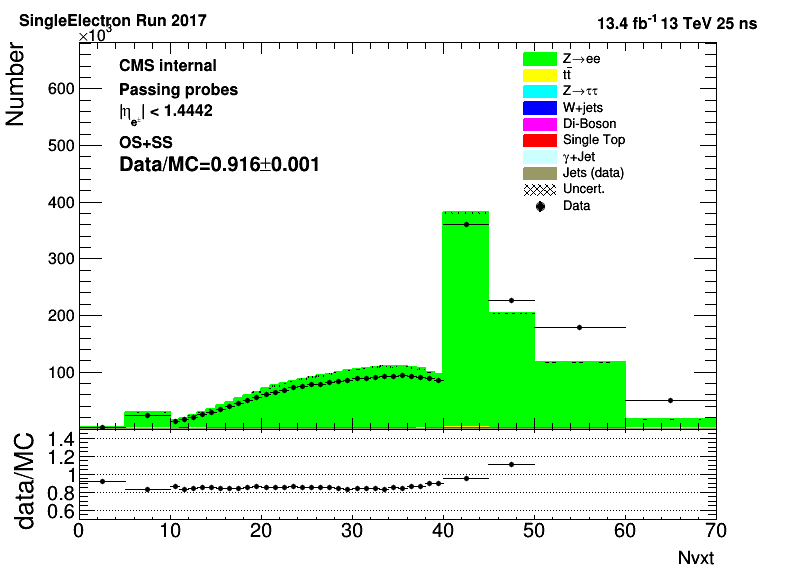 SingleElectron Run 2017
13.4 fb⁻¹ 13 TeV 25 ns
×10³
Number
CMS internal
Passing probes
|η_e±| < 1.4442
OS+SS
Data/MC=0.916±0.001
Z→ee
tt̄
Z→ττ
W+jets
Di-Boson
Single Top
γ+Jet
Jets (data)
Uncert.
Data
600
500
400
300
200
100
data/MC
1.4
1.2
1
0.8
0.6
0 10 20 30 40 50 60 70
Nvxt